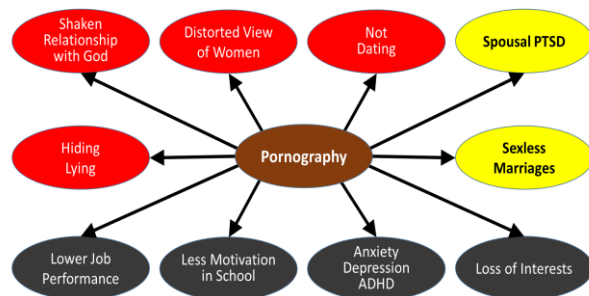 Shaken
Relationship
with God
Distorted View
of Women
Not
Dating
Spousal PTSD
Hiding
Lying
Pornography
Sexless
Marriages
Lower Job
Performance
Less Motivation
in School
Anxiety
Depression
ADHD
Loss of Interests